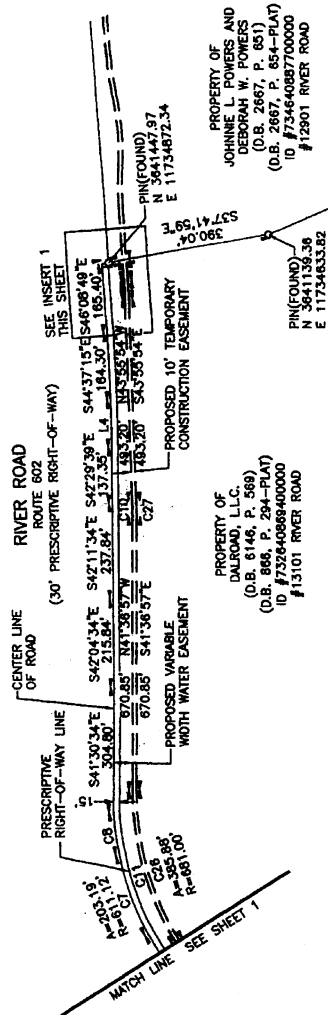 RIVER ROAD
ROUTE 602
(30' PRESCRIPTIVE RIGHT-OF-WAY)
CENTER LINE
OF ROAD
PRESCRIPTIVE
RIGHT-OF-WAY LINE
SEE INSERT 1
THIS SHEET
A=203.19'
R=611.12'
C7
C8
15'
S41°30'34"E
304.80'
S42°04'34"E
215.84'
S42°11'34"E
237.84'
S42°29'39"E
137.35'
L4
S44°37'15"E
164.30'
S46°08'49"E
165.40'
C1
C26
A=385.88'
R=681.00'
670.85'
N41°36'57"W
670.85'
S41°36'57"E
C10
C27
493.20'
N43°55'54"W
493.20'
S43°55'54"E
PIN(FOUND)
N 3641447.97
E 11734872.34
PROPOSED VARIABLE
WIDTH WATER EASEMENT
PROPOSED 10' TEMPORARY
CONSTRUCTION EASEMENT
S37°41'59"E
390.04'
PIN(FOUND)
N 3641139.36
E 11734633.82
PROPERTY OF
JOHNNIE L. POWERS AND
DEBORAH W. POWERS
(D.B. 2667, P. 651)
(D.B. 2667, P. 654-PLAT)
ID #734640887700000
#12901 RIVER ROAD
PROPERTY OF
DALROAD, L.L.C.
(D.B. 6146, P. 569)
(D.B. 866, P. 294-PLAT)
ID #732640869400000
#13101 RIVER ROAD
MATCH LINE SEE SHEET 1